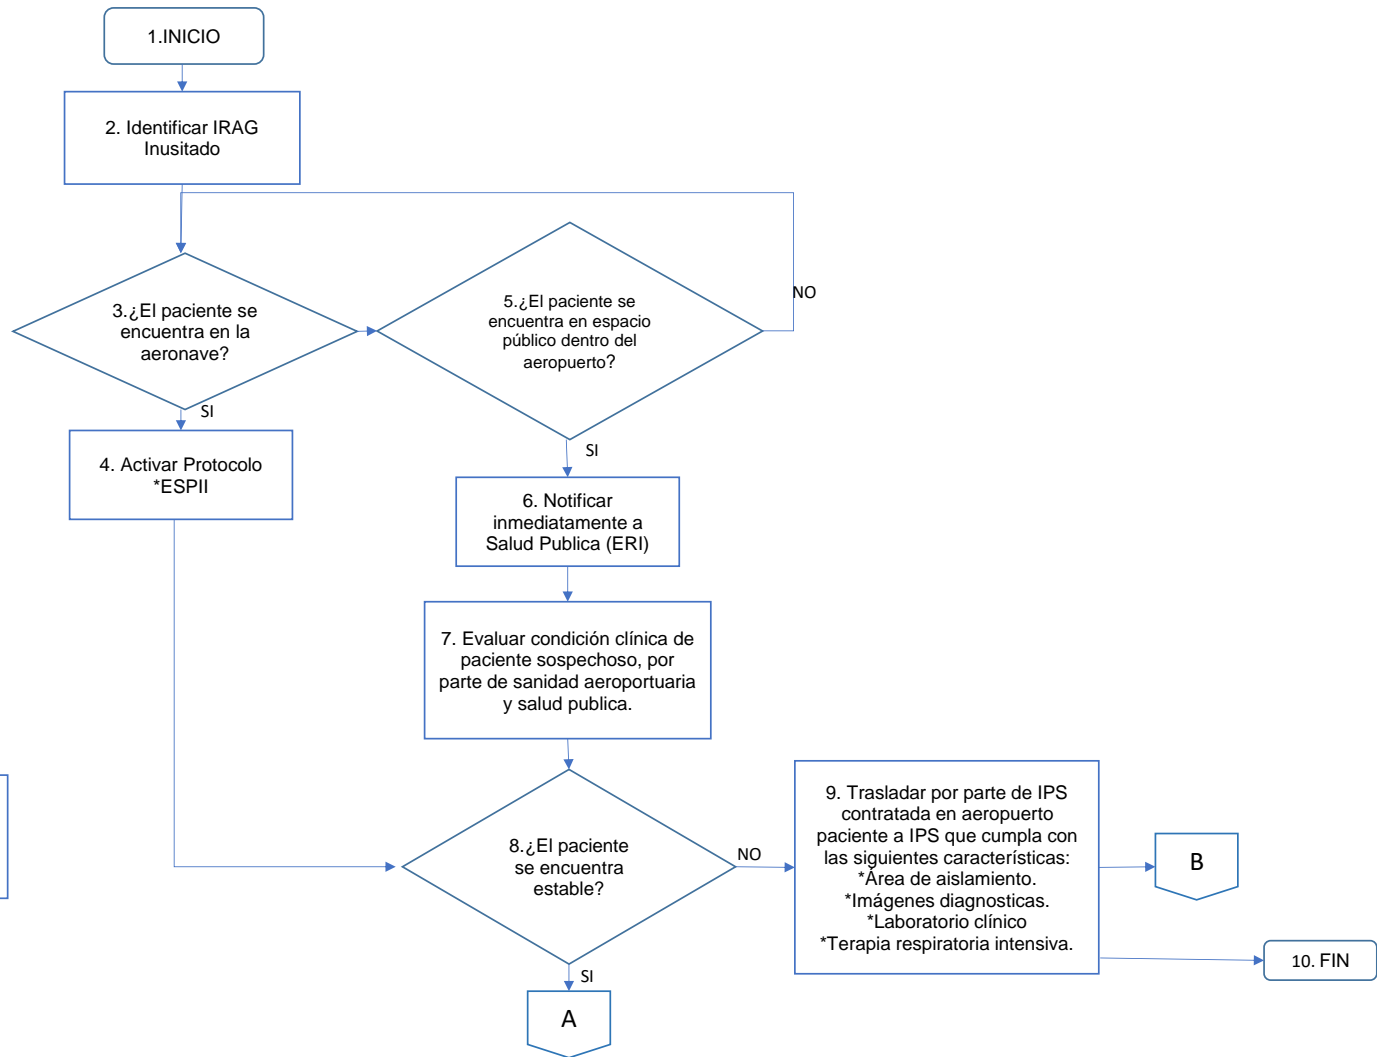 1.INICIO
2. Identificar IRAG
Inusitado
3.¿El paciente se
encuentra en la
aeronave?
SI
4. Activar Protocolo
*ESPII
5.¿El paciente se
encuentra en espacio
público dentro del
aeropuerto?
NO
SI
6. Notificar
inmediatamente a
Salud Publica (ERI)
7. Evaluar condición clínica de
paciente sospechoso, por
parte de sanidad aeroportuaria
y salud publica.
8.¿El paciente
se encuentra
estable?
NO
SI
A
9. Trasladar por parte de IPS
contratada en aeropuerto
paciente a IPS que cumpla con
las siguientes características:
*Área de aislamiento.
*Imágenes diagnosticas.
*Laboratorio clínico
*Terapia respiratoria intensiva.
B
10. FIN